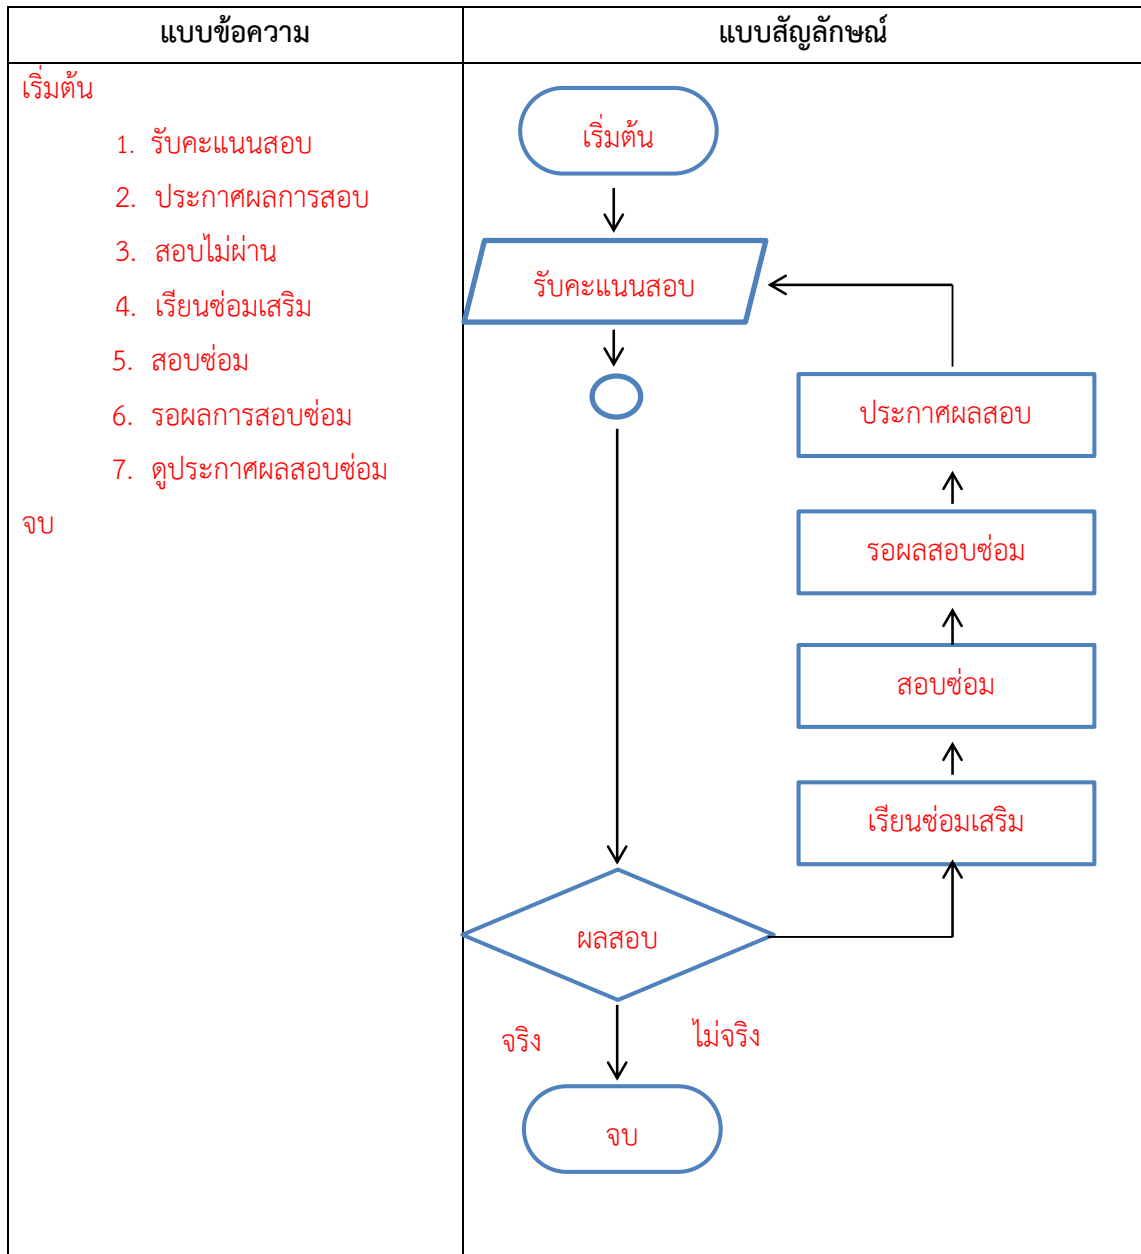 แบบข้อความ
แบบสัญลักษณ์
เริ่มต้น
1. รับคะแนนสอบ
2. ประกาศผลการสอบ
3. สอบไม่ผ่าน
4. เรียนซ่อมเสริม
5. สอบซ่อม
6. รอผลการสอบซ่อม
7. ดูประกาศผลสอบซ่อม
จบ
เริ่มต้น
รับคะแนนสอบ
ประกาศผลสอบ
รอผลสอบซ่อม
สอบซ่อม
เรียนซ่อมเสริม
ผลสอบ
จริง
ไม่จริง
จบ